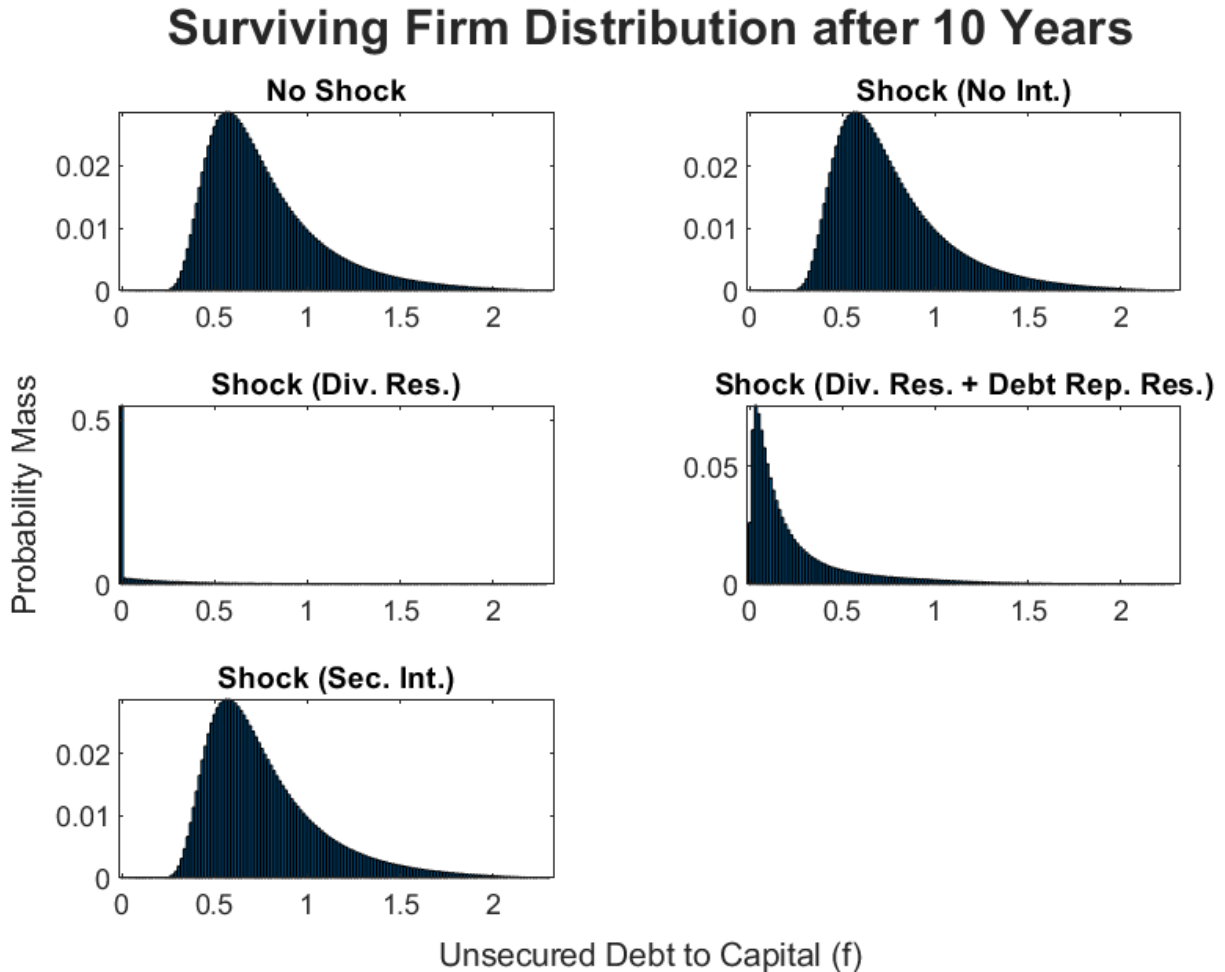 Surviving Firm Distribution after 10 Years
No Shock
0.02
0.01
0
0 0.5 1 1.5 2
Shock (No Int.)
0.02
0.01
0
0 0.5 1 1.5 2
Probability Mass
Shock (Div. Res.)
0.5
0
0 0.5 1 1.5 2
Shock (Div. Res. + Debt Rep. Res.)
0.05
0
0 0.5 1 1.5 2
Shock (Sec. Int.)
0.02
0.01
0
0 0.5 1 1.5 2
Unsecured Debt to Capital (f)